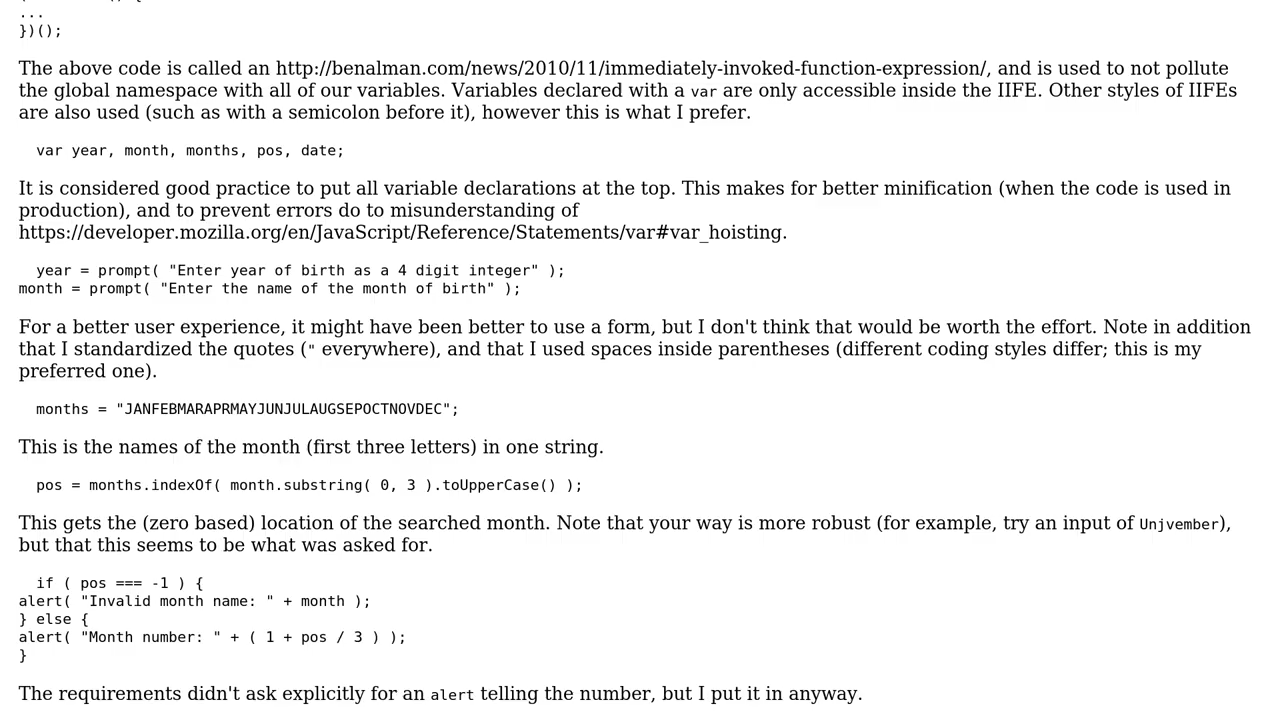 ...
})();
The above code is called an http://benalman.com/news/2010/11/immediately-invoked-function-expression/, and is used to not pollute
the global namespace with all of our variables. Variables declared with a var are only accessible inside the IIFE. Other styles of IIFEs
are also used (such as with a semicolon before it), however this is what I prefer.
var year, month, months, pos, date;
It is considered good practice to put all variable declarations at the top. This makes for better minification (when the code is used in
production), and to prevent errors do to misunderstanding of
https://developer.mozilla.org/en/JavaScript/Reference/Statements/var#var_hoisting.
year = prompt( "Enter year of birth as a 4 digit integer" );
month = prompt( "Enter the name of the month of birth" );
For a better user experience, it might have been better to use a form, but I don't think that would be worth the effort. Note in addition
that I standardized the quotes (" everywhere), and that I used spaces inside parentheses (different coding styles differ; this is my
preferred one).
months = "JANFEBMARAPRMAYJUNJULAUGSEPOCTNOVDEC";
This is the names of the month (first three letters) in one string.
pos = months.indexOf( month.substring( 0, 3 ).toUpperCase() );
This gets the (zero based) location of the searched month. Note that your way is more robust (for example, try an input of Unjvember),
but that this seems to be what was asked for.
if ( pos === -1 ) {
alert( "Invalid month name: " + month );
} else {
alert( "Month number: " + ( 1 + pos / 3 ) );
}
The requirements didn't ask explicitly for an alert telling the number, but I put it in anyway.